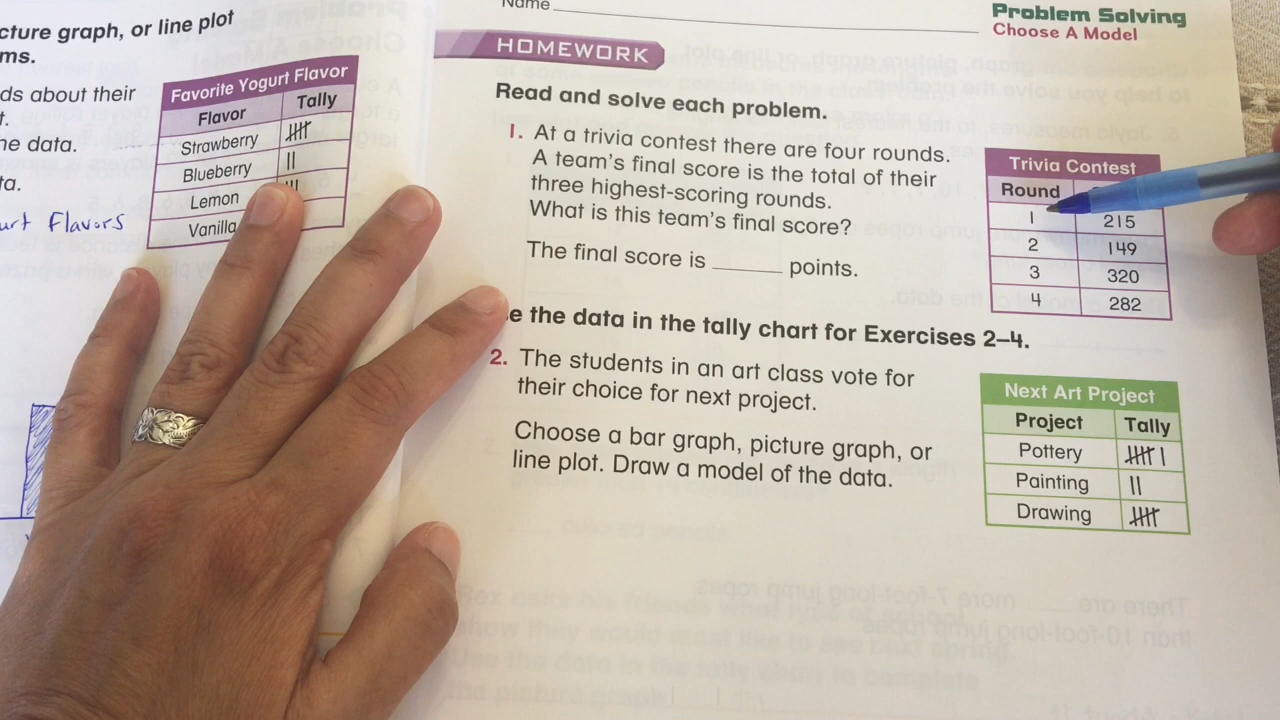 cture graph, or line plot
ms.
ds about their
t.
he data.
ta.
urt Flavors
Favorite Yogurt Flavor
Flavor Tally
Strawberry
Blueberry
Lemon
Vanilla
Name
Problem Solving
Choose A Model
HOMEWORK
Read and solve each problem.
1. At a trivia contest there are four rounds.
A team's final score is the total of their
three highest-scoring rounds.
What is this team's final score?
The final score is ______ points.
Trivia Contest
Round
1 215
2 149
3 320
4 282
e the data in the tally chart for Exercises 2–4.
2. The students in an art class vote for
their choice for next project.
Choose a bar graph, picture graph, or
line plot. Draw a model of the data.
Next Art Project
Project Tally
Pottery
Painting
Drawing